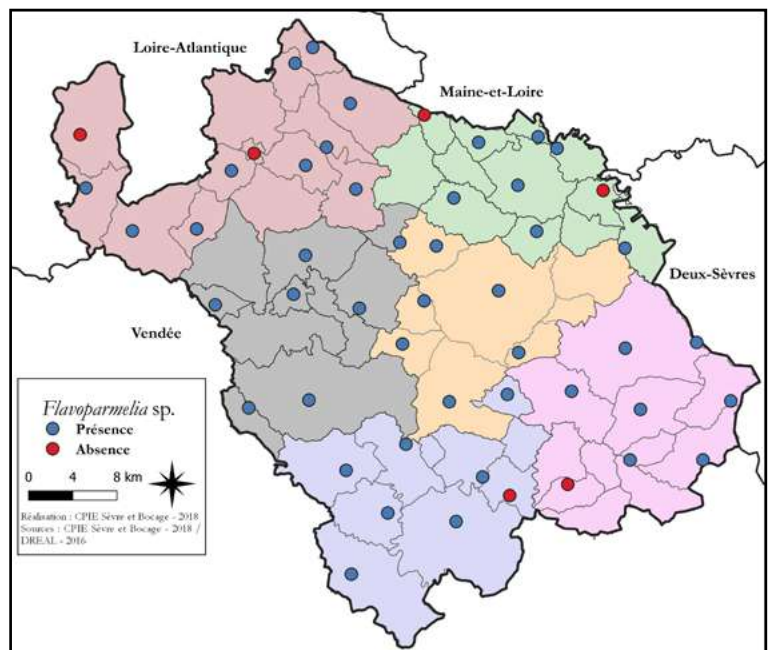 Loire-Atlantique
Maine-et-Loire
Deux-Sèvres
Vendée
Flavoparmelia sp.
Présence
Absence
0 4 8 km
Réalisation : CPIE Sèvre et Bocage - 2018
Sources : CPIE Sèvre et Bocage - 2018 /
DREAL - 2016